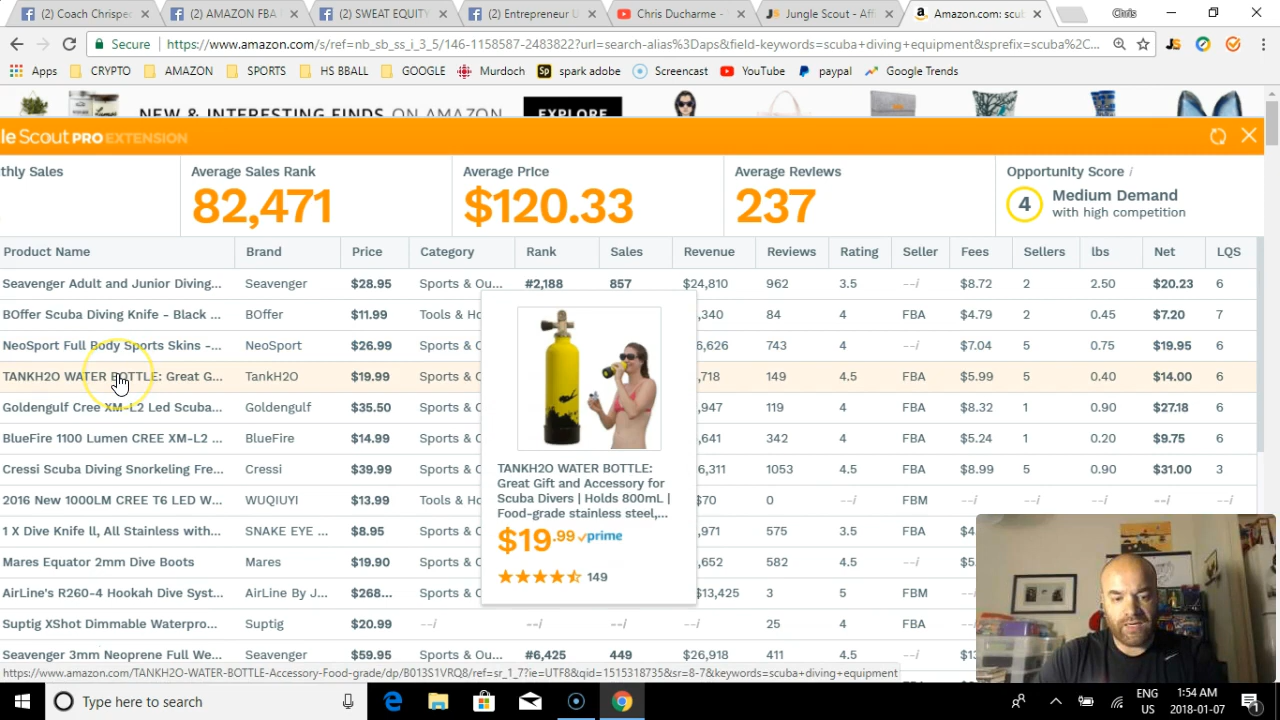 (2) Coach Chrispe
(2) AMAZON FBA
(2) SWEAT EQUITY
(2) Entrepreneur U
Chris Ducharme -
Jungle Scout - Aff
Amazon.com: scu
Chris
Secure
https://www.amazon.com/s/ref=nb_sb_ss_i_3_5/146-1158587-2483822?url=search-alias%3Daps&field-keywords=scuba+diving+equipment&sprefix=scuba%2C...
Apps CRYPTO AMAZON SPORTS HS BBALL GOOGLE Murdoch spark adobe Screencast YouTube paypal Google Trends
NEW & INTERESTING FINDS ON AMAZON EXPLORE
le Scout PRO EXTENSION
thly Sales
Average Sales Rank
82,471
Average Price
$120.33
Average Reviews
237
Opportunity Score i
4
Medium Demand
with high competition
Product Name Brand Price Category Rank Sales Revenue Reviews Rating Seller Fees Sellers lbs Net LQS
Seavenger Adult and Junior Diving... Seavenger $28.95 Sports & Ou... #2,188 857 $24,810 962 3.5 --i $8.72 2 2.50 $20.23 6
BOffer Scuba Diving Knife - Black ... BOffer $11.99 Tools & Ho ,340 84 4 FBA $4.79 2 0.45 $7.20 7
NeoSport Full Body Sports Skins -... NeoSport $26.99 Sports & C 6,626 743 4 --i $7.04 5 0.75 $19.95 6
TANKH2O WATER BOTTLE: Great G... TankH2O $19.99 Sports & C ,718 149 4.5 FBA $5.99 5 0.40 $14.00 6
Goldengulf Cree XM-L2 Led Scuba... Goldengulf $35.50 Sports & C ,947 119 4 FBA $8.32 1 0.90 $27.18 6
BlueFire 1100 Lumen CREE XM-L2 ... BlueFire $14.99 Sports & C ,641 342 4 FBA $5.24 1 0.20 $9.75 6
Cressi Scuba Diving Snorkeling Fre... Cressi $39.99 Sports & C 6,311 1053 4.5 FBA $8.99 5 0.90 $31.00 3
2016 New 1000LM CREE T6 LED W... WUQIUYI $13.99 Tools & Ho $70 0 --i FBM --i --i --i --i --i
1 X Dive Knife ll, All Stainless with... SNAKE EYE ... $8.95 Sports & C ,971 575 3.5 FBA $4
Mares Equator 2mm Dive Boots Mares $19.90 Sports & C ,652 582 4.5 --i $5
AirLine's R260-4 Hookah Dive Syst... AirLine By J... $268... Sports & C $13,425 3 5 FBM --
Suptig XShot Dimmable Waterpro... Suptig $20.99 --i --i --i --i 25 4 FBA --
Seavenger 3mm Neoprene Full We... Seavenger $59.95 Sports & Ou... #6,425 449 $26,918 411 4.5 --i $13
TANKH2O WATER BOTTLE:
Great Gift and Accessory for
Scuba Divers | Holds 800mL |
Food-grade stainless steel,...
$19.99 prime
149
https://www.amazon.com/TANKH2O-WATER-BOTTLE-Accessory-Food-grade/dp/B013S1VRQ8/ref=sr_1_7?ie=UTF8&qid=1515318735&sr=8-7&keywords=scuba+diving+equipment
Type here to search
ENG
US
1:54 AM
2018-01-07